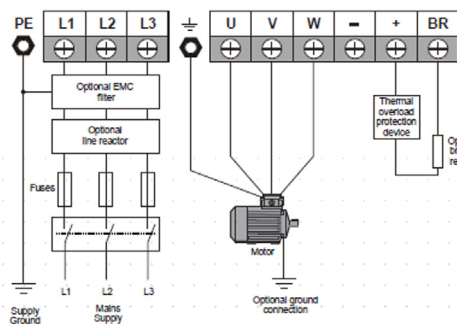 PE L1 L2 L3 U V W - + BR
Optional EMC
filter
Optional
line reactor
Thermal
overload
protection
device
Fuses
Motor
L1 L2 L3
Supply
Ground
Mains
Supply
Optional ground
connection